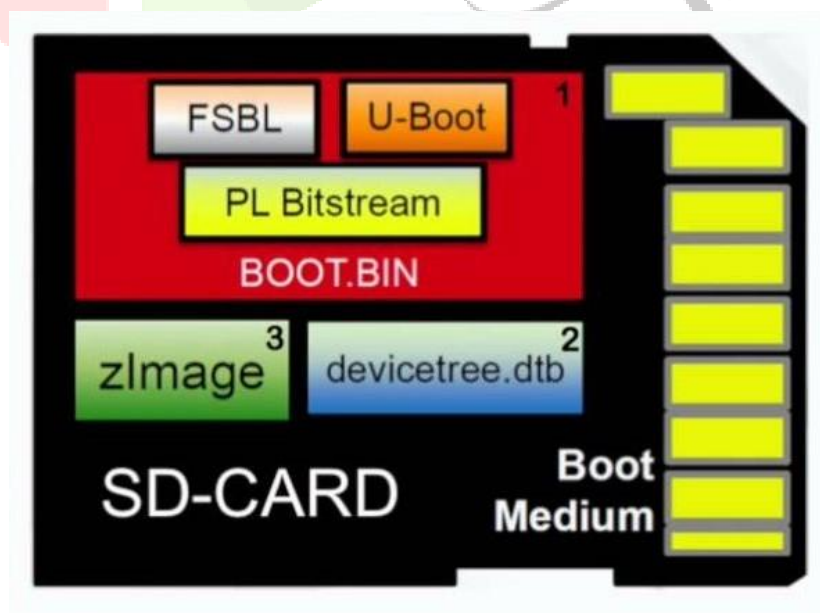 FSBL
U-Boot
1
PL Bitstream
BOOT.BIN
zImage
3
devicetree.dtb
2
SD-CARD
Boot
Medium